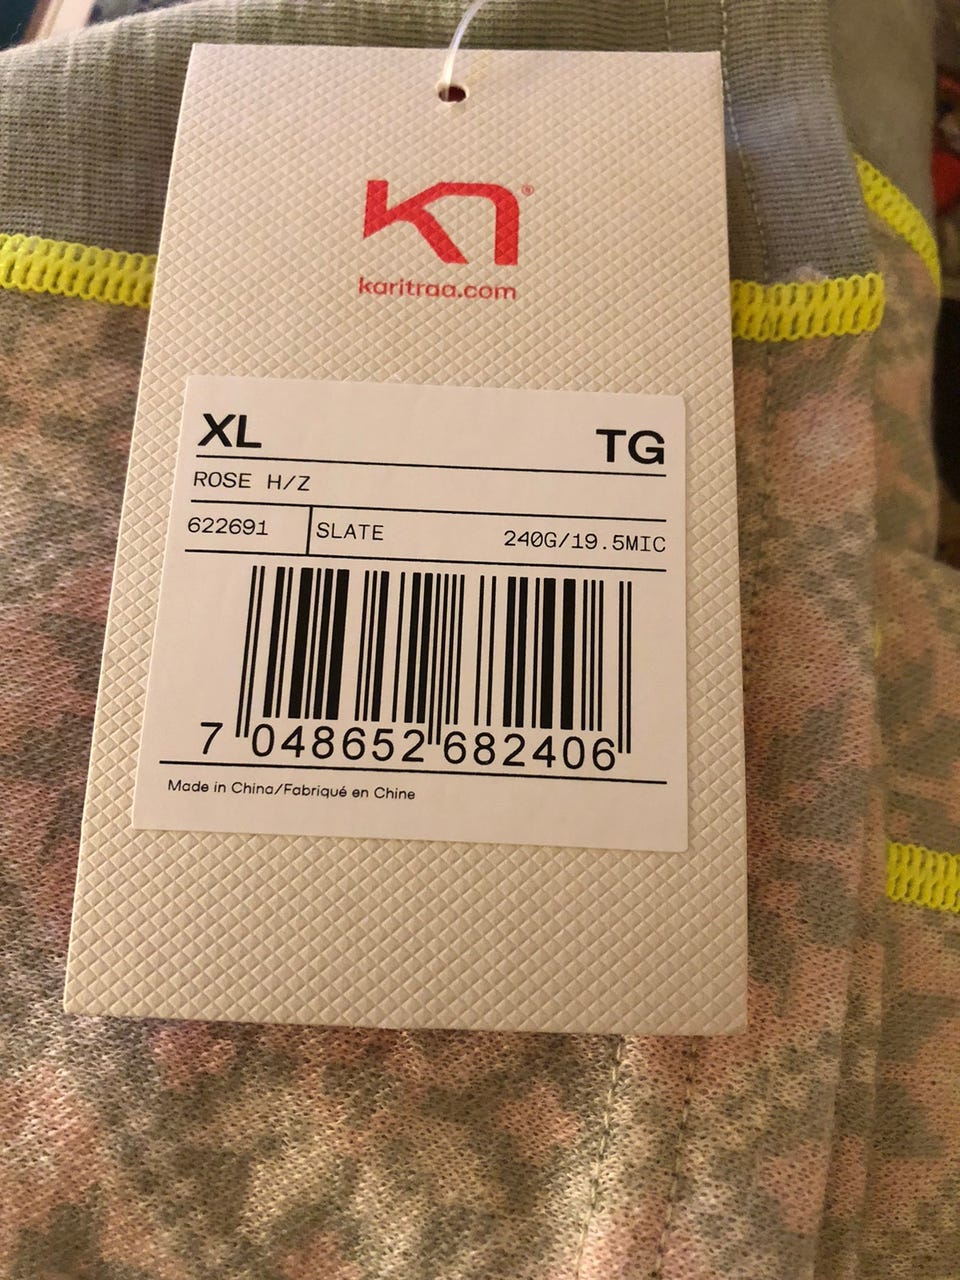 ®
karitraa.com
XL TG
ROSE H/Z
622691 SLATE 240G/19.5MIC
7 048652 682406
Made in China/Fabriqué en Chine